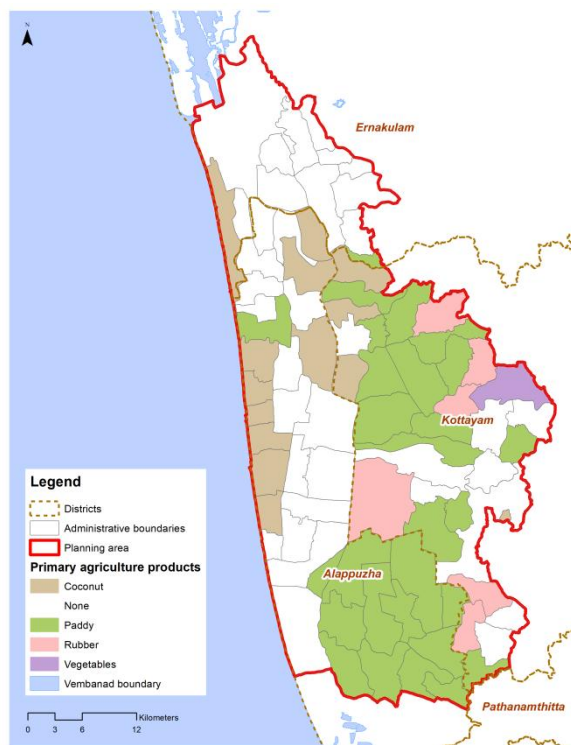 N
Ernakulam
Kottayam
Alappuzha
Pathanamthitta
Legend
Districts
Administrative boundaries
Planning area
Primary agriculture products
Coconut
None
Paddy
Rubber
Vegetables
Vembanad boundary
Kilometers
0 3 6 12